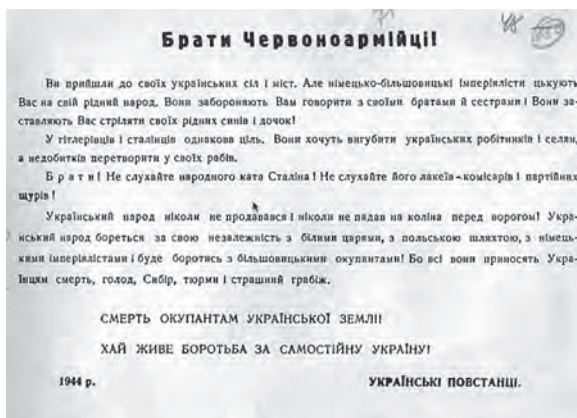 Брати Червоноармійці!
Ви прийшли до своїх українських сіл і міст. Але німецько-більшовицькі імперіялісти цькують
Вас на свій рідний народ. Вони забороняють Вам говорити з своїми братами й сестрами і Вони за-
ставляють Вас стріляти своїх рідних синів і дочок!
У гітлерівців і сталінців однакова ціль. Вони хочуть вигубити українських робітників і селян,
а недобитків перетворити у своїх рабів.
Брати! Не слухайте народного ката Сталіна! Не слухайте його лакеїв-комісарів і партійних
щурів!
Український народ ніколи не продавався і ніколи не падав на коліна перед ворогом! Укра-
нський народ бореться за свою незалежність з білими царями, з польською шляхтою, з німець-
кими імперіялістами і буде боротись з більшовицькими окупантами! Бо всі вони приносять Укра-
їнцям смерть, голод, Сибір, тюрми і страшний грабіж.
СМЕРТЬ ОКУПАНТАМ УКРАЇНСЬКОЇ ЗЕМЛІ!
ХАЙ ЖИВЕ БОРОТЬБА ЗА САМОСТІЙНУ УКРАЇНУ!
1944 р. УКРАЇНСЬКІ ПОВСТАНЦІ.